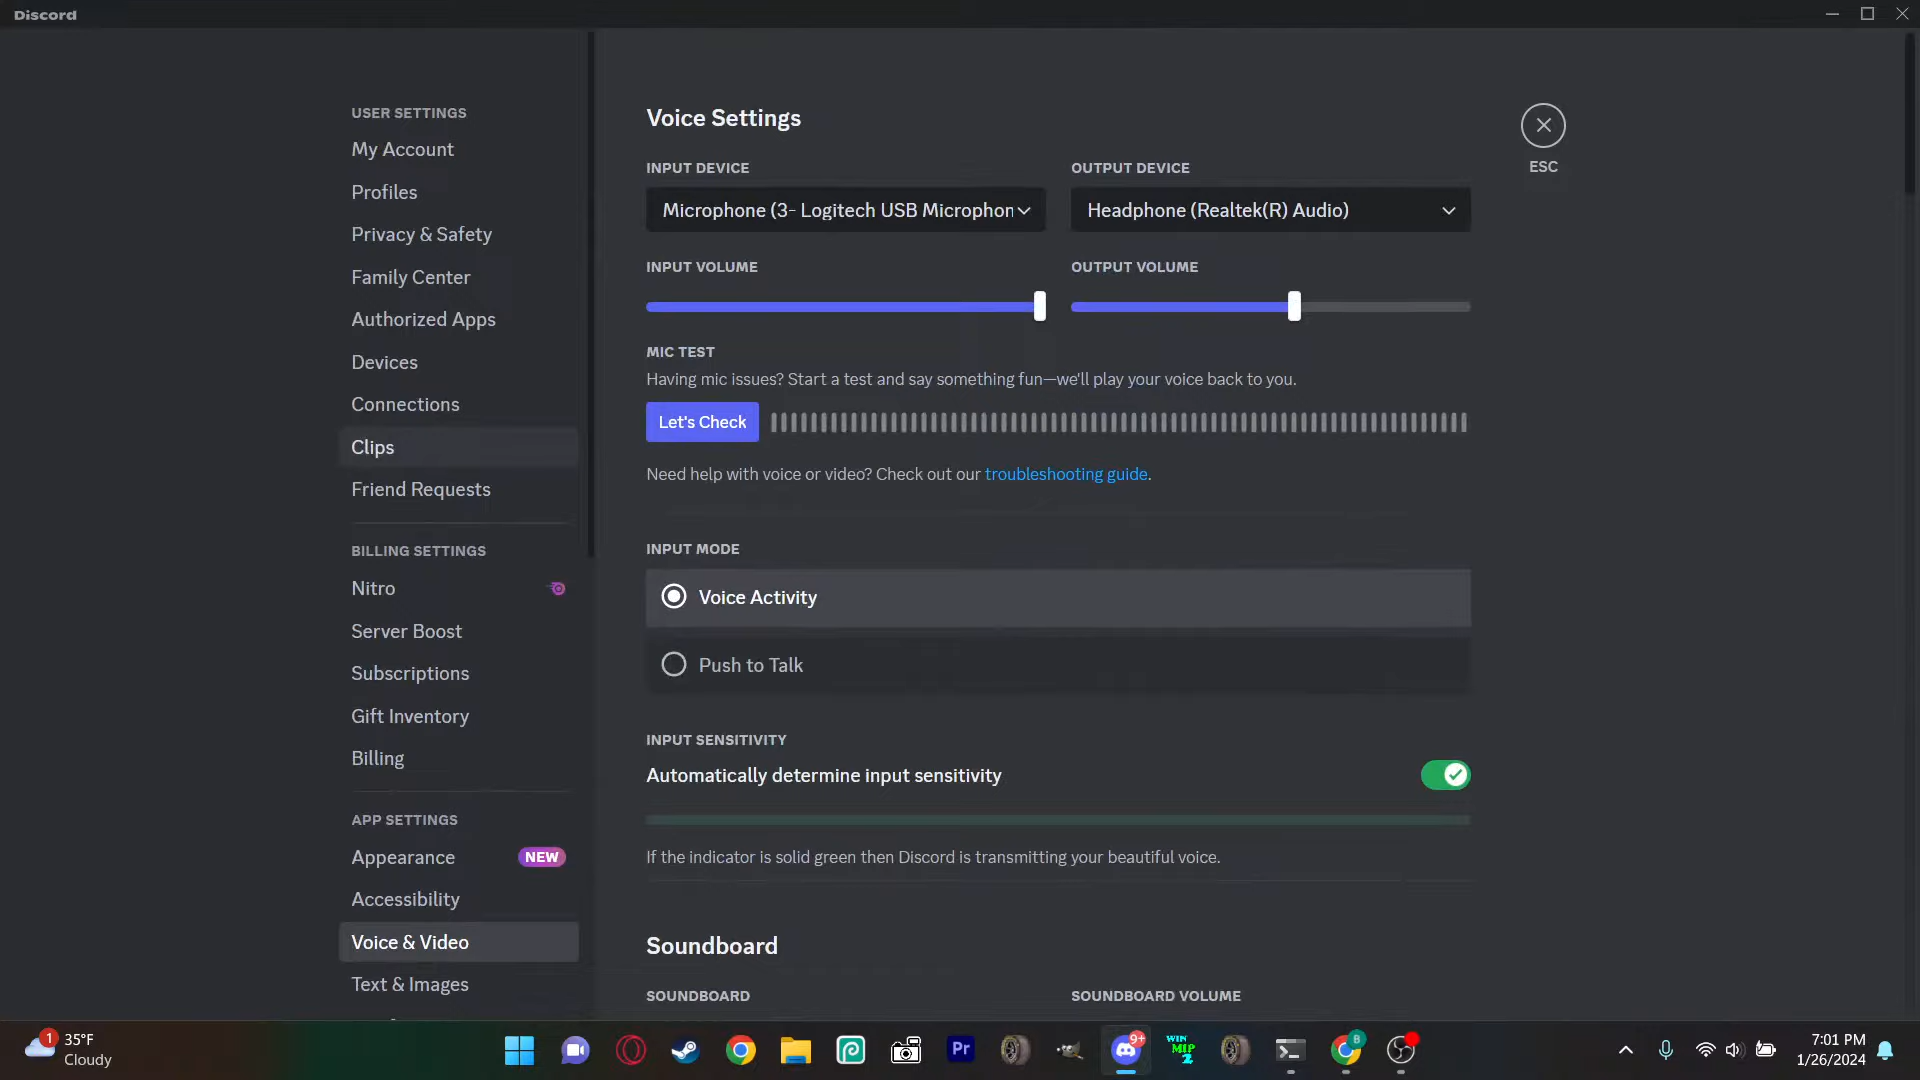 Discord
USER SETTINGS
My Account
Profiles
Privacy & Safety
Family Center
Authorized Apps
Devices
Connections
Clips
Friend Requests
BILLING SETTINGS
Nitro
Server Boost
Subscriptions
Gift Inventory
Billing
APP SETTINGS
Appearance NEW
Accessibility
Voice & Video
Text & Images
Voice Settings
ESC
INPUT DEVICE
Microphone (3- Logitech USB Microphon
OUTPUT DEVICE
Headphone (Realtek(R) Audio)
INPUT VOLUME
OUTPUT VOLUME
MIC TEST
Having mic issues? Start a test and say something fun—we'll play your voice back to you.
Let's Check
Need help with voice or video? Check out our troubleshooting guide.
INPUT MODE
Voice Activity
Push to Talk
INPUT SENSITIVITY
Automatically determine input sensitivity
If the indicator is solid green then Discord is transmitting your beautiful voice.
Soundboard
SOUNDBOARD
SOUNDBOARD VOLUME
1
35°F
Cloudy
Pr
9+
WIN
MIP
2
B
7:01 PM
1/26/2024